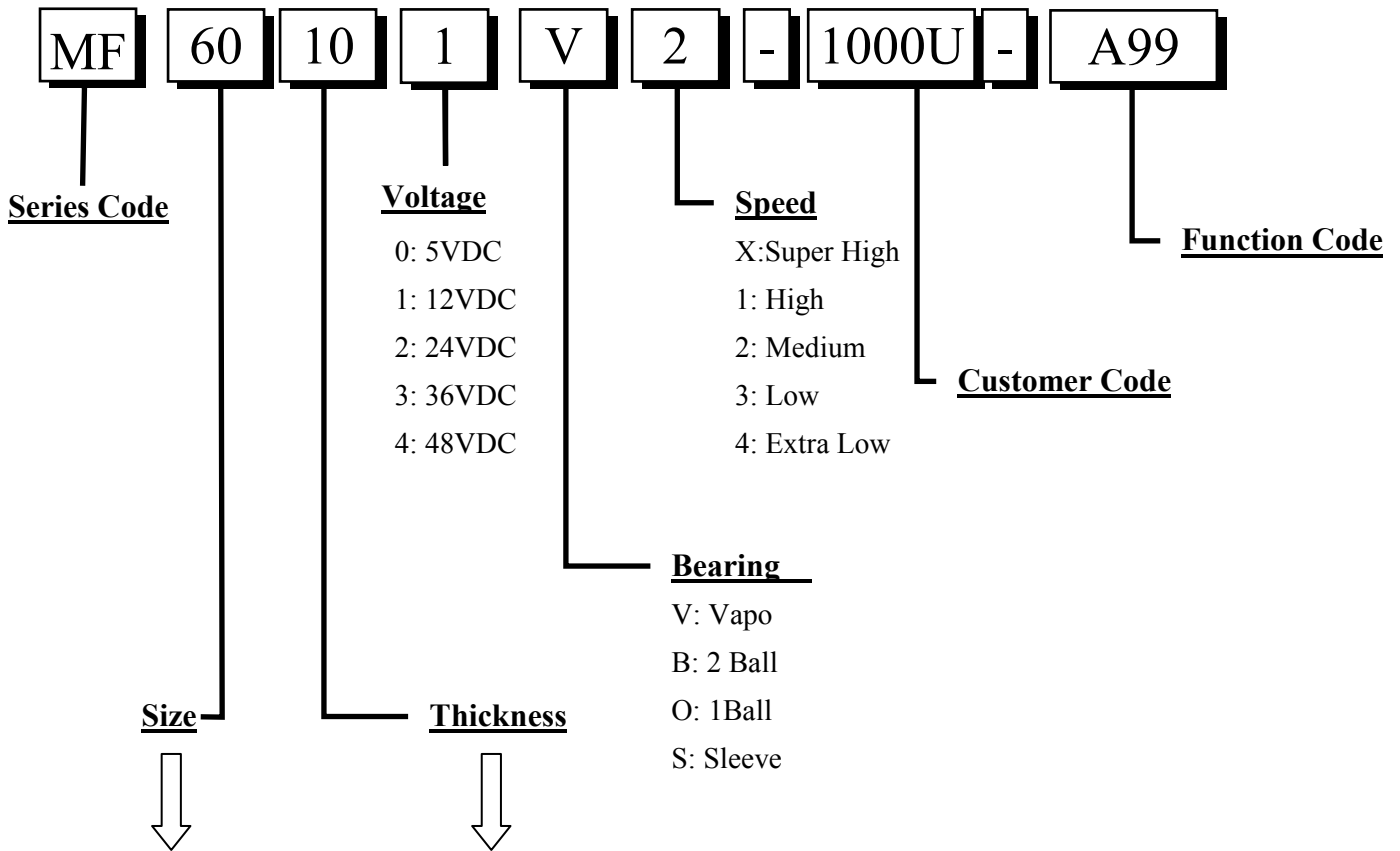 MF 60 10 1 V 2 - 1000U - A99
Series Code
Voltage
0: 5VDC
1: 12VDC
2: 24VDC
3: 36VDC
4: 48VDC
Speed
X:Super High
1: High
2: Medium
3: Low
4: Extra Low
Function Code
Customer Code
Bearing
V: Vapo
B: 2 Ball
O: 1Ball
S: Sleeve
Size
Thickness